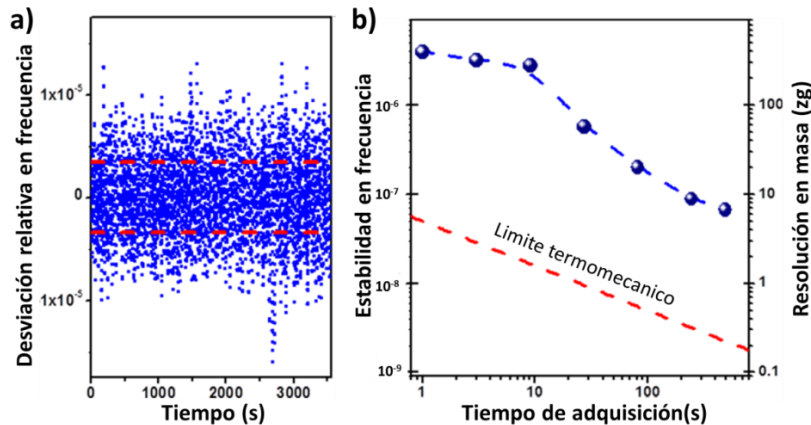 a)
Desviación relativa en frecuencia
1x10⁻⁵
0
1x10⁻⁵
0
1000
2000
3000
Tiempo (s)
b)
Estabilidad en frecuencia
10⁻⁶
10⁻⁷
10⁻⁸
10⁻⁹
Limite termomecanico
1
10
100
Tiempo de adquisición(s)
100
10
1
0.1
Resolución en masa (zg)